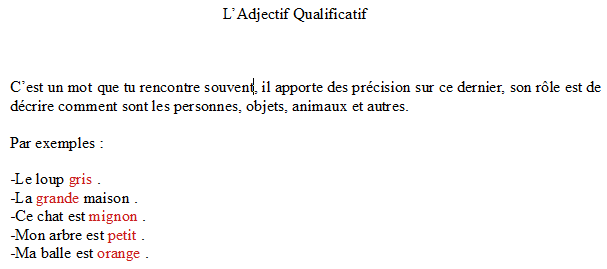 L'Adjectif Qualificatif
C'est un mot que tu rencontre souvent, il apporte des précision sur ce dernier, son rôle est de
décrire comment sont les personnes, objets, animaux et autres.
Par exemples :
-Le loup gris .
-La grande maison .
-Ce chat est mignon .
-Mon arbre est petit .
-Ma balle est orange .